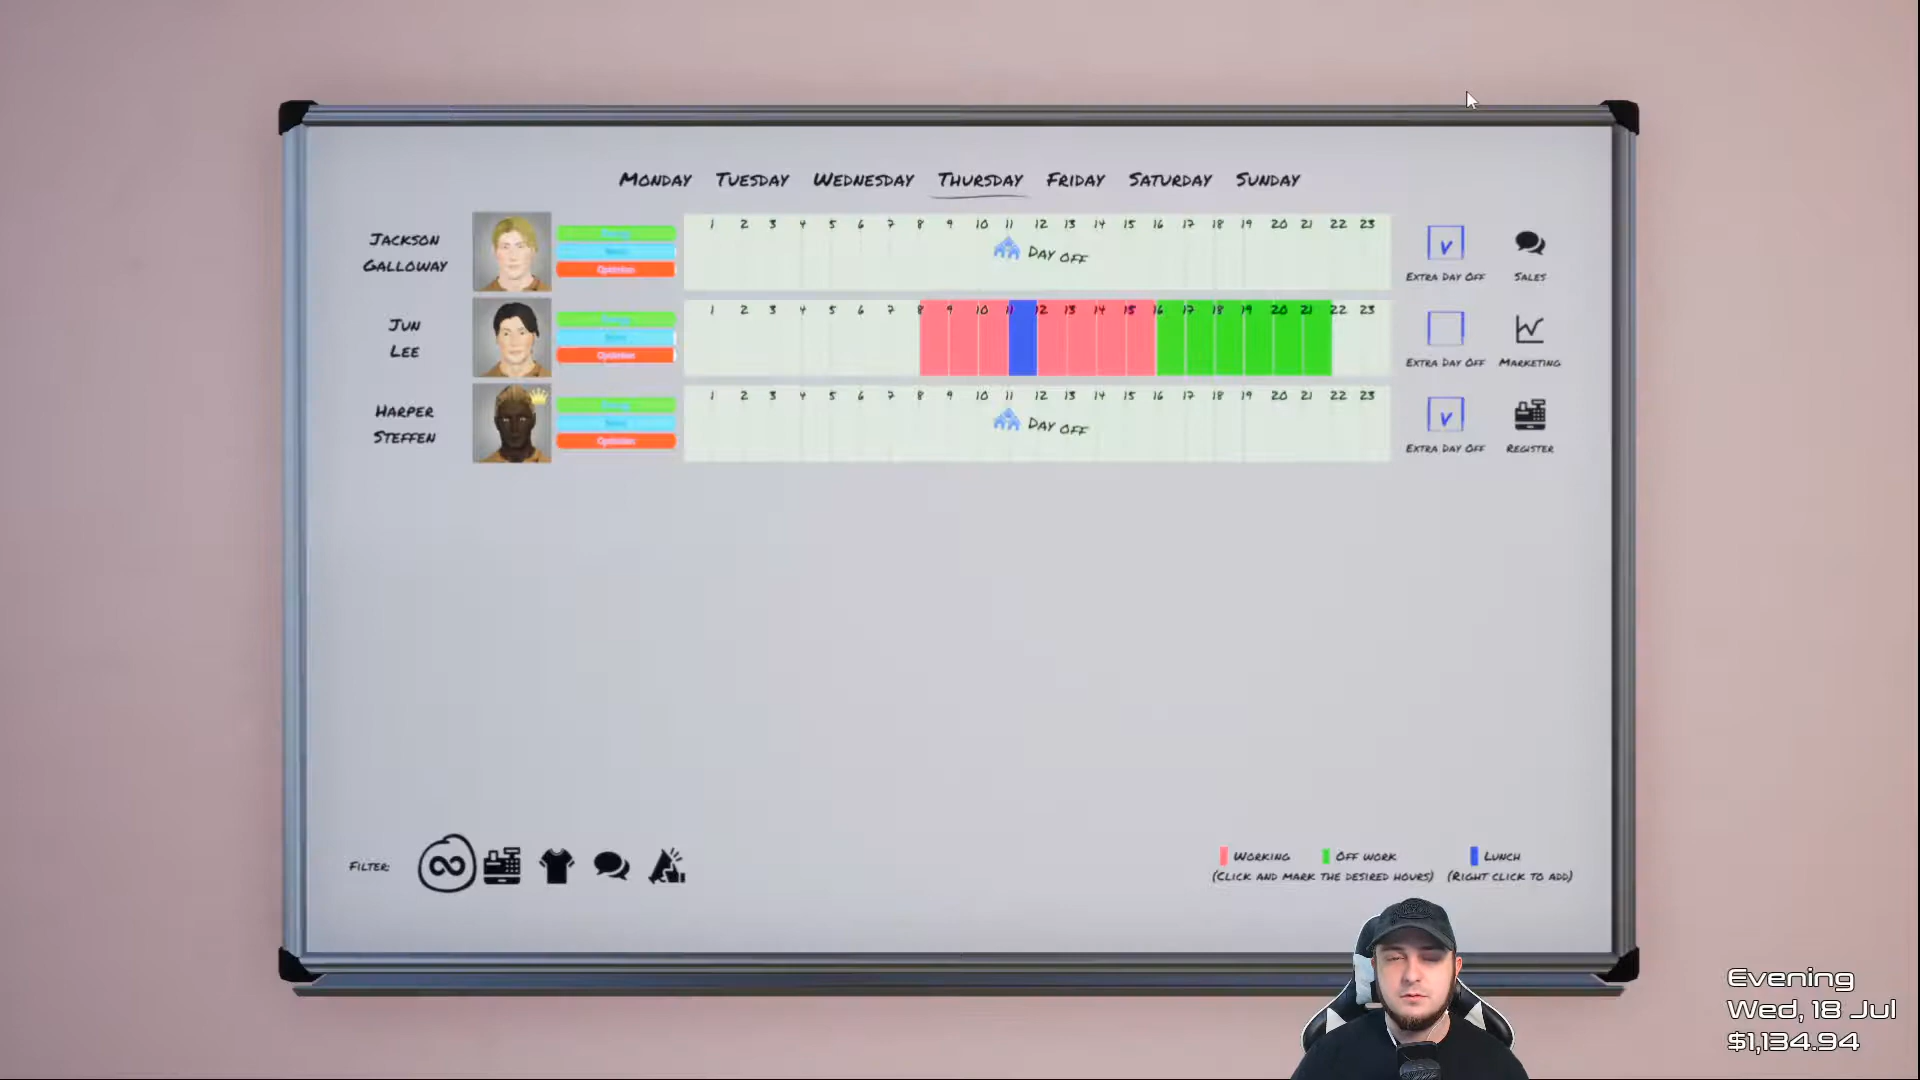 MONDAY TUESDAY WEDNESDAY THURSDAY FRIDAY SATURDAY SUNDAY
JACKSON
GALLOWAY
Opinion
1 2 3 4 5 6 7 8 9 10 11 12 13 14 15 16 17 18 19 20 21 22 23
DAY OFF
V
EXTRA DAY OFF
SALES
JUN
LEE
Opinion
1 2 3 4 5 6 7 8 9 10 11 12 13 14 15 16 17 18 19 20 21 22 23
EXTRA DAY OFF
MARKETING
HARPER
STEFFEN
Opinion
1 2 3 4 5 6 7 8 9 10 11 12 13 14 15 16 17 18 19 20 21 22 23
DAY OFF
V
EXTRA DAY OFF
REGISTER
FILTER:
WORKING OFF WORK LUNCH
(CLICK AND MARK THE DESIRED HOURS) (RIGHT CLICK TO ADD)
Evening
Wed, 18 Jul
$1,134.94